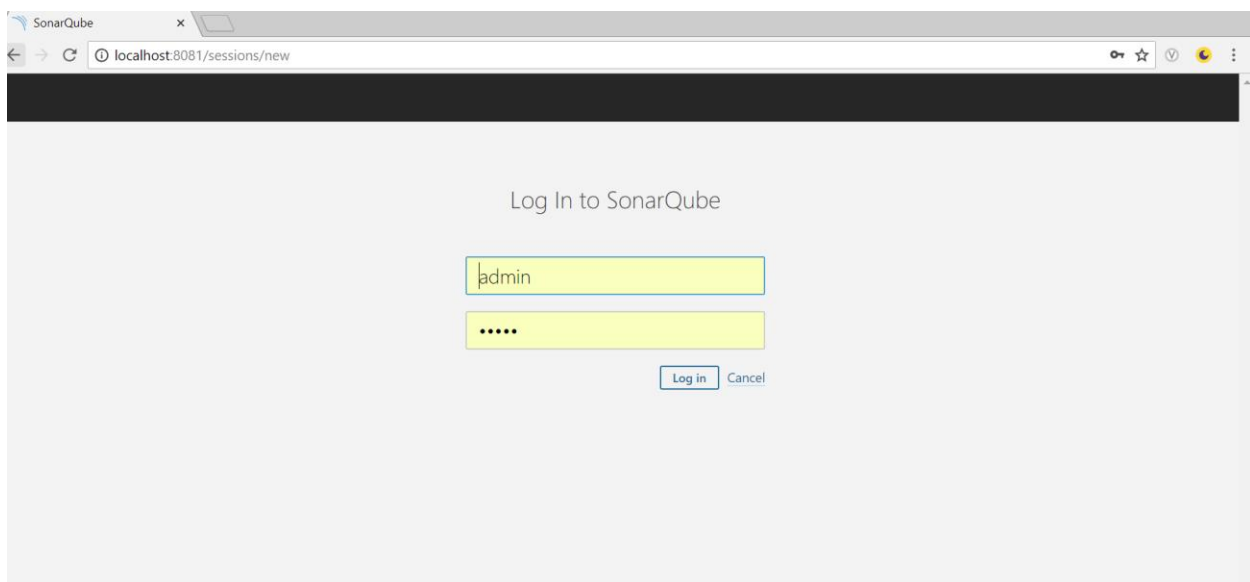 SonarQube
localhost:8081/sessions/new
Log In to SonarQube
admin
•••••
Log in Cancel